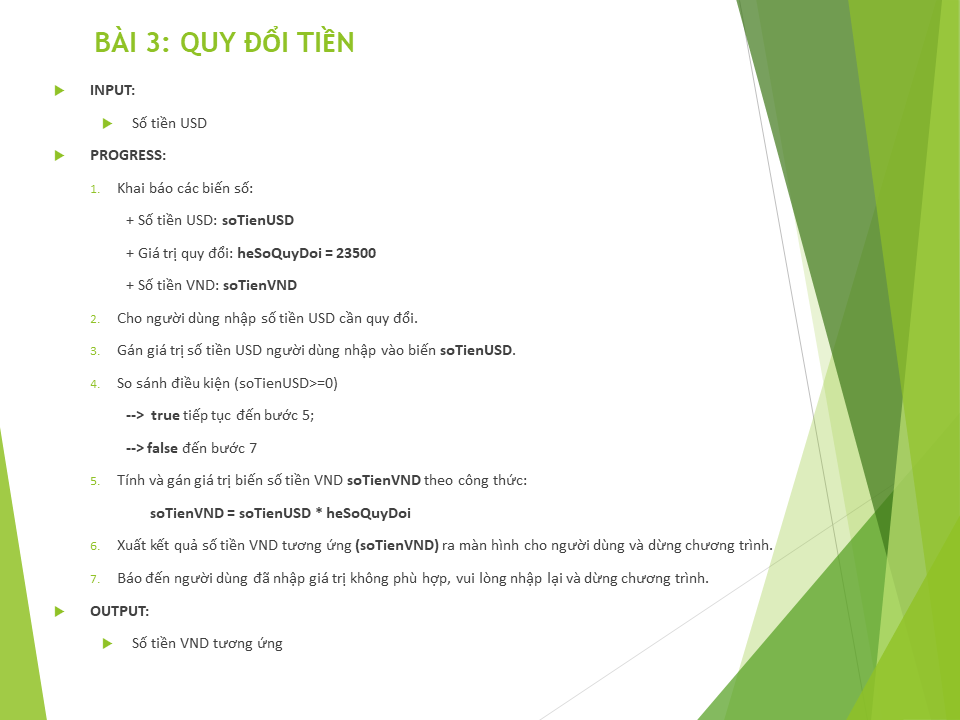 BÀI 3: QUY ĐỔI TIỀN
INPUT:
Số tiền USD
PROGRESS:
1. Khai báo các biến số:
+ Số tiền USD: soTienUSD
+ Giá trị quy đổi: heSoQuyDoi = 23500
+ Số tiền VND: soTienVND
2. Cho người dùng nhập số tiền USD cần quy đổi.
3. Gán giá trị số tiền USD người dùng nhập vào biến soTienUSD.
4. So sánh điều kiện (soTienUSD>=0)
--> true tiếp tục đến bước 5;
--> false đến bước 7
5. Tính và gán giá trị biến số tiền VND soTienVND theo công thức:
soTienVND = soTienUSD * heSoQuyDoi
6. Xuất kết quả số tiền VND tương ứng (soTienVND) ra màn hình cho người dùng và dừng chương trình.
7. Báo đến người dùng đã nhập giá trị không phù hợp, vui lòng nhập lại và dừng chương trình.
OUTPUT:
Số tiền VND tương ứng